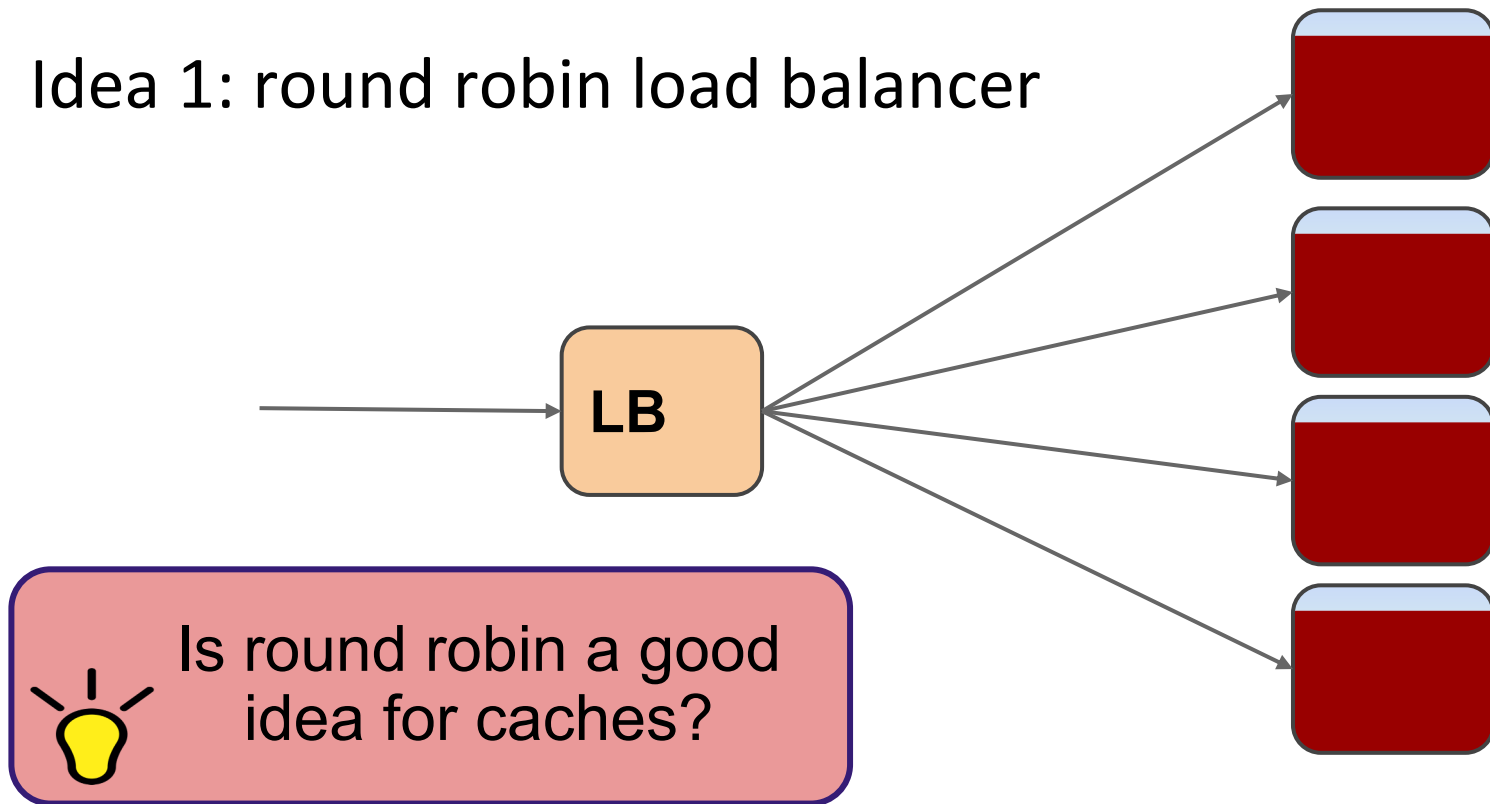 Idea 1: round robin load balancer
LB
Is round robin a good
idea for caches?